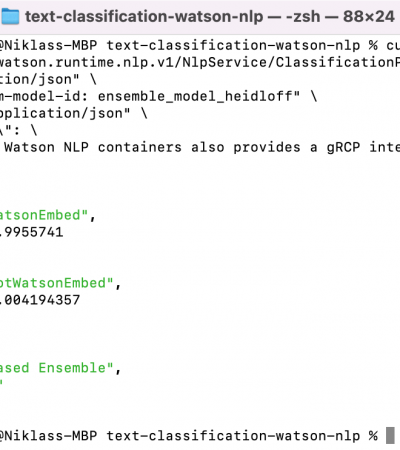 text-classification-watson-nlp — -zsh — 88×24
@Niklass-MBP text-classification-watson-nlp % cu
watson.runtime.nlp.v1/NlpService/ClassificationP
tion/json" \
m-model-id: ensemble_model_heidloff" \
pplication/json" \
\": \
Watson NLP containers also provides a gRCP inte
atsonEmbed",
.9955741
otWatsonEmbed",
.004194357
ased Ensemble",
"
@Niklass-MBP text-classification-watson-nlp %